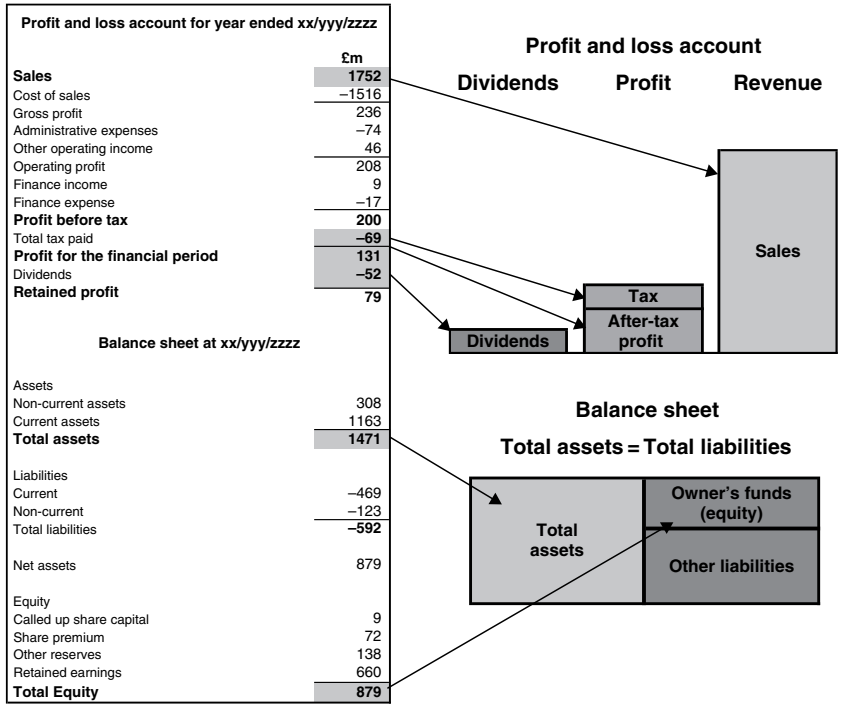 Profit and loss account for year ended xx/yyy/zzzz
£m
Sales 1752
Cost of sales –1516
Gross profit 236
Administrative expenses –74
Other operating income 46
Operating profit 208
Finance income 9
Finance expense –17
Profit before tax 200
Total tax paid –69
Profit for the financial period 131
Dividends –52
Retained profit 79
Balance sheet at xx/yyy/zzzz
Assets
Non-current assets 308
Current assets 1163
Total assets 1471
Liabilities
Current –469
Non-current –123
Total liabilities –592
Net assets 879
Equity
Called up share capital 9
Share premium 72
Other reserves 138
Retained earnings 660
Total Equity 879
Profit and loss account
Dividends Profit Revenue
Sales
Tax
After-tax
profit
Dividends
Balance sheet
Total assets = Total liabilities
Total
assets
Owner's funds
(equity)
Other liabilities